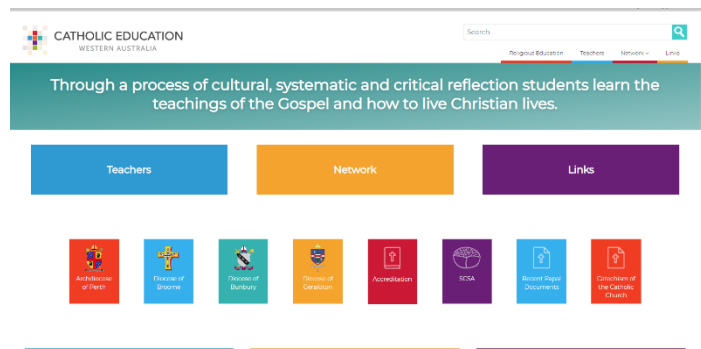 CATHOLIC EDUCATION
WESTERN AUSTRALIA
Search
Religious Education Teachers Network Links
Through a process of cultural, systematic and critical reflection students learn the
teachings of the Gospel and how to live Christian lives.
Teachers Network Links
Archdiocese
of Perth
Diocese of
Broome
Diocese of
Bunbury
Diocese of
Geraldton
Accreditation
SCSA
Recent Papal
Documents
Catechism of
the Catholic
Church